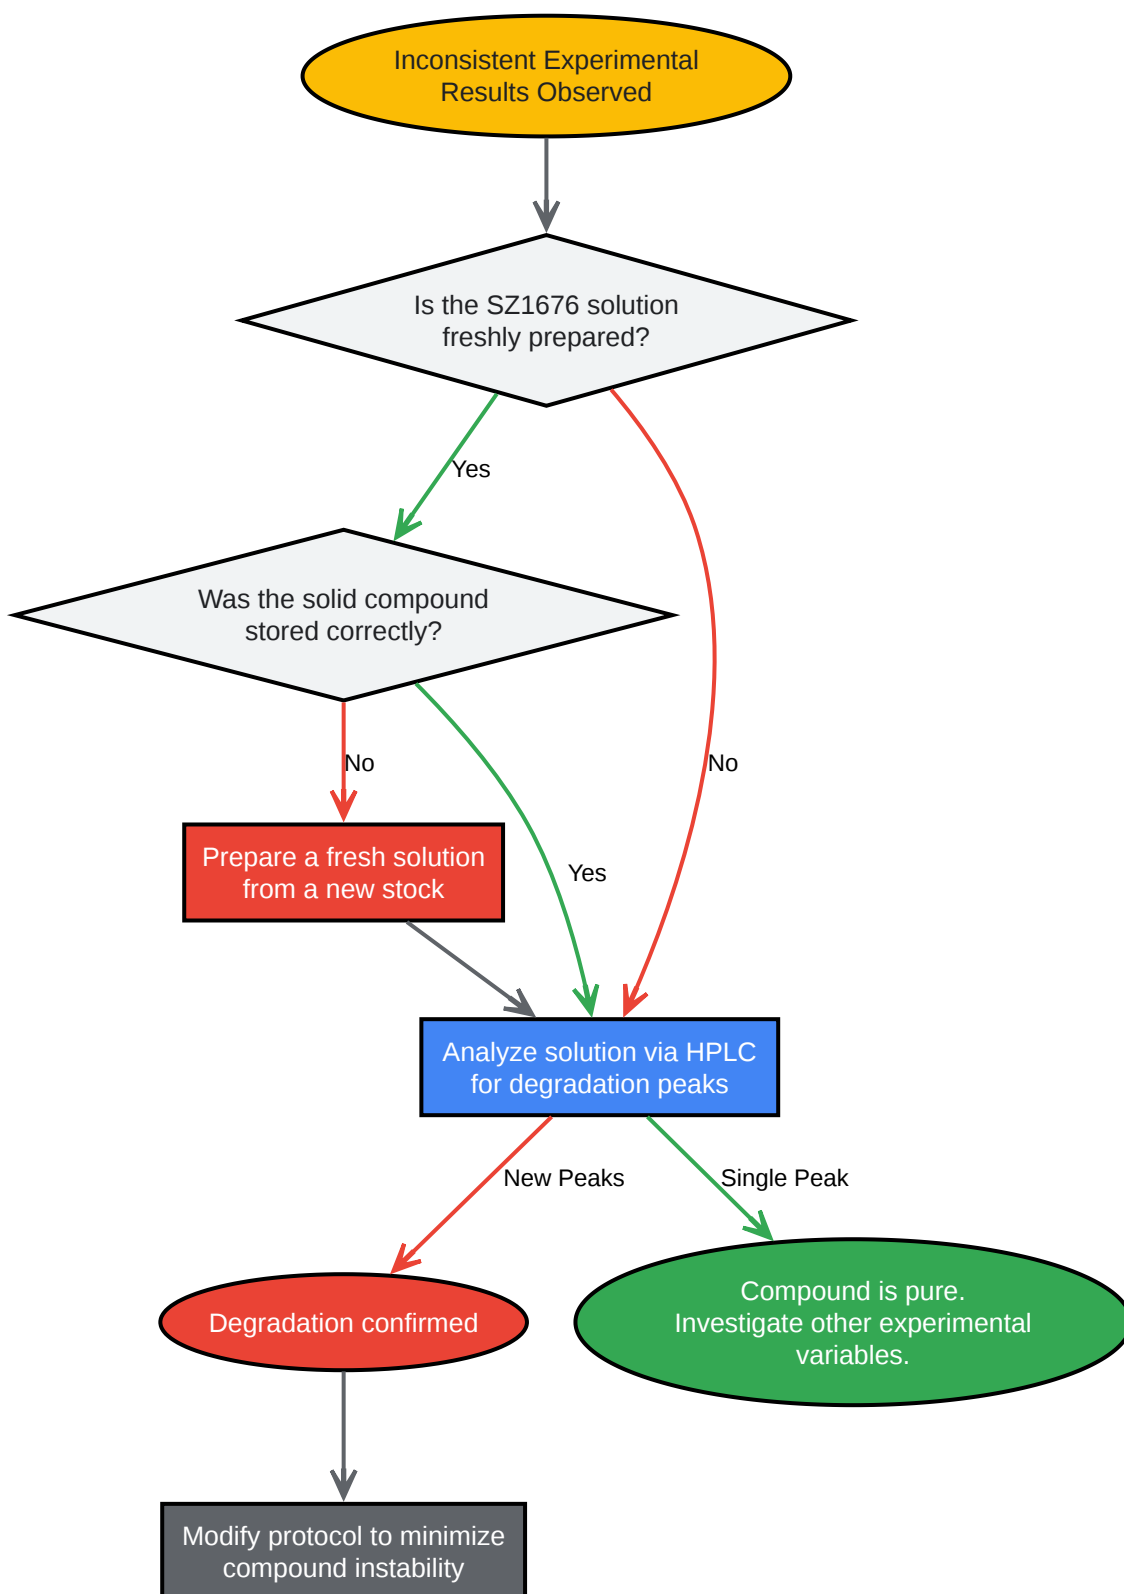 Inconsistent Experimental
Results Observed
Is the SZ1676 solution
freshly prepared?
Yes
Was the solid compound
stored correctly?
No
No
Prepare a fresh solution
from a new stock
Yes
Analyze solution via HPLC
for degradation peaks
New Peaks
Single Peak
Compound is pure.
Investigate other experimental
variables.
Degradation confirmed
Modify protocol to minimize
compound instability